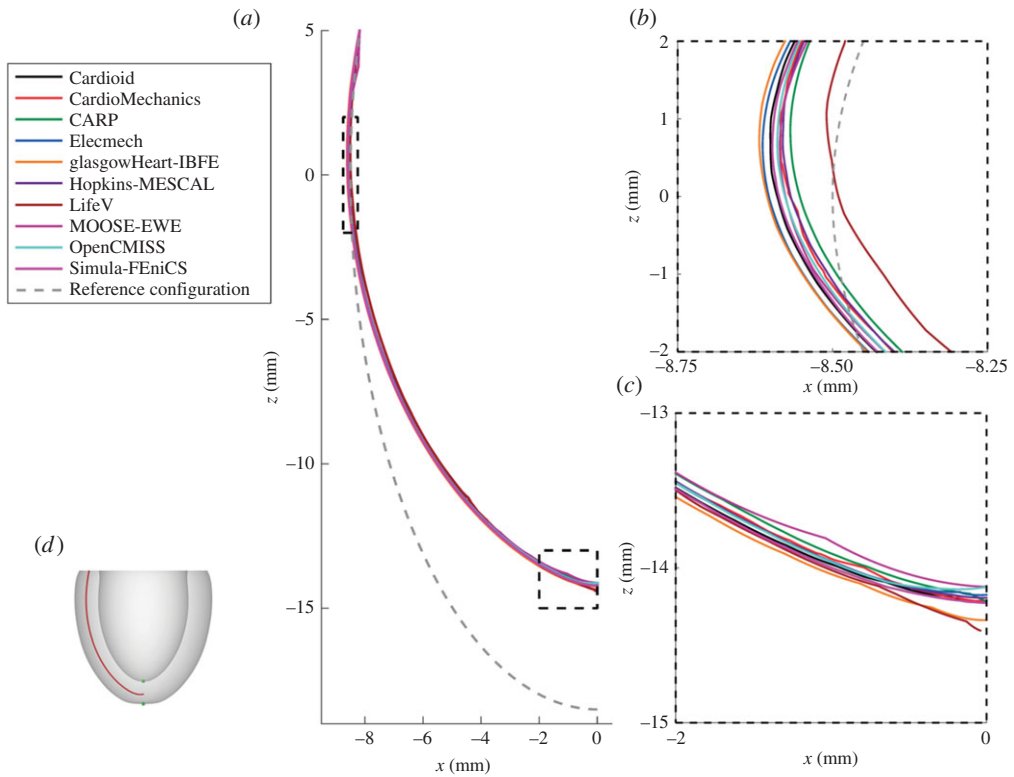 (a)
(b)
(c)
(d)
Cardioid
CardioMechanics
CARP
Elecmech
glasgowHeart-IBFE
Hopkins-MESCAL
LifeV
MOOSE-EWE
OpenCMISS
Simula-FEniCS
Reference configuration
5
0
−5
−10
−15
z (mm)
−8
−6
−4
−2
0
x (mm)
2
1
0
−1
−2
z (mm)
−8.75
−8.50
−8.25
x (mm)
−13
−14
−15
z (mm)
−2
0
x (mm)